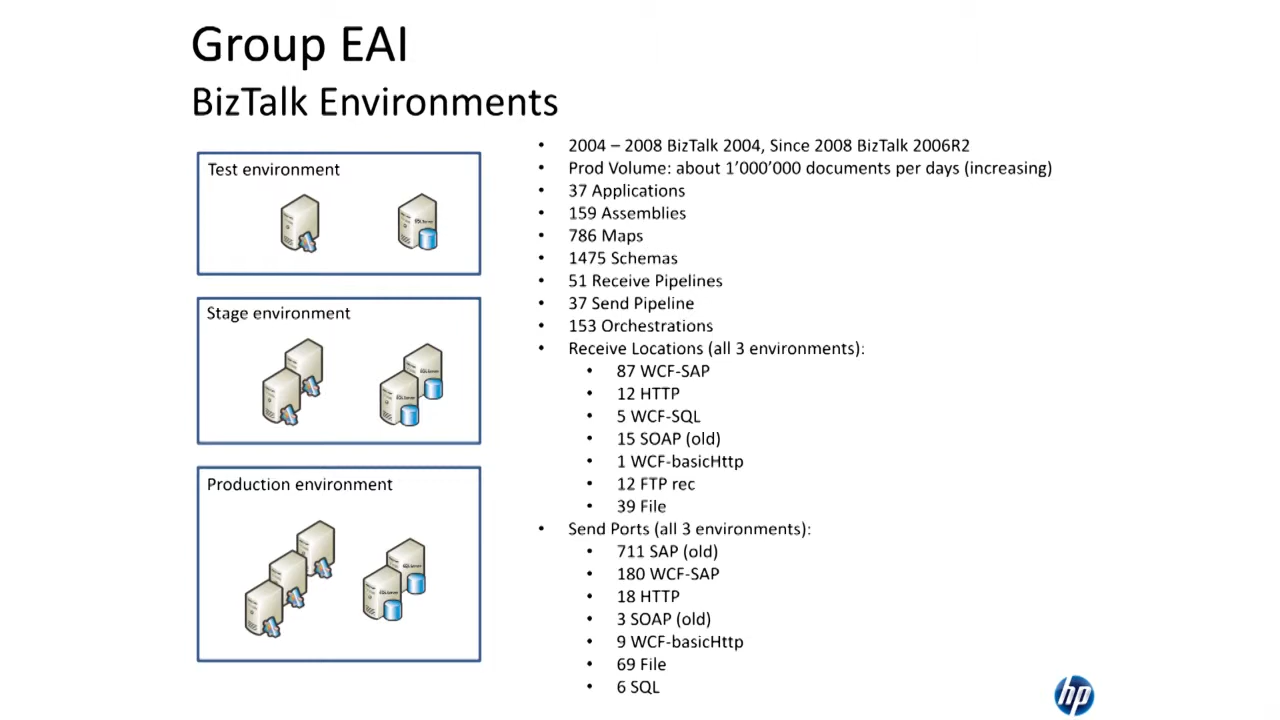 Group EAI
BizTalk Environments
Test environment
Stage environment
Production environment
• 2004 – 2008 BizTalk 2004, Since 2008 BizTalk 2006R2
• Prod Volume: about 1’000’000 documents per days (increasing)
• 37 Applications
• 159 Assemblies
• 786 Maps
• 1475 Schemas
• 51 Receive Pipelines
• 37 Send Pipeline
• 153 Orchestrations
• Receive Locations (all 3 environments):
• 87 WCF-SAP
• 12 HTTP
• 5 WCF-SQL
• 15 SOAP (old)
• 1 WCF-basicHttp
• 12 FTP rec
• 39 File
• Send Ports (all 3 environments):
• 711 SAP (old)
• 180 WCF-SAP
• 18 HTTP
• 3 SOAP (old)
• 9 WCF-basicHttp
• 69 File
• 6 SQL
hp